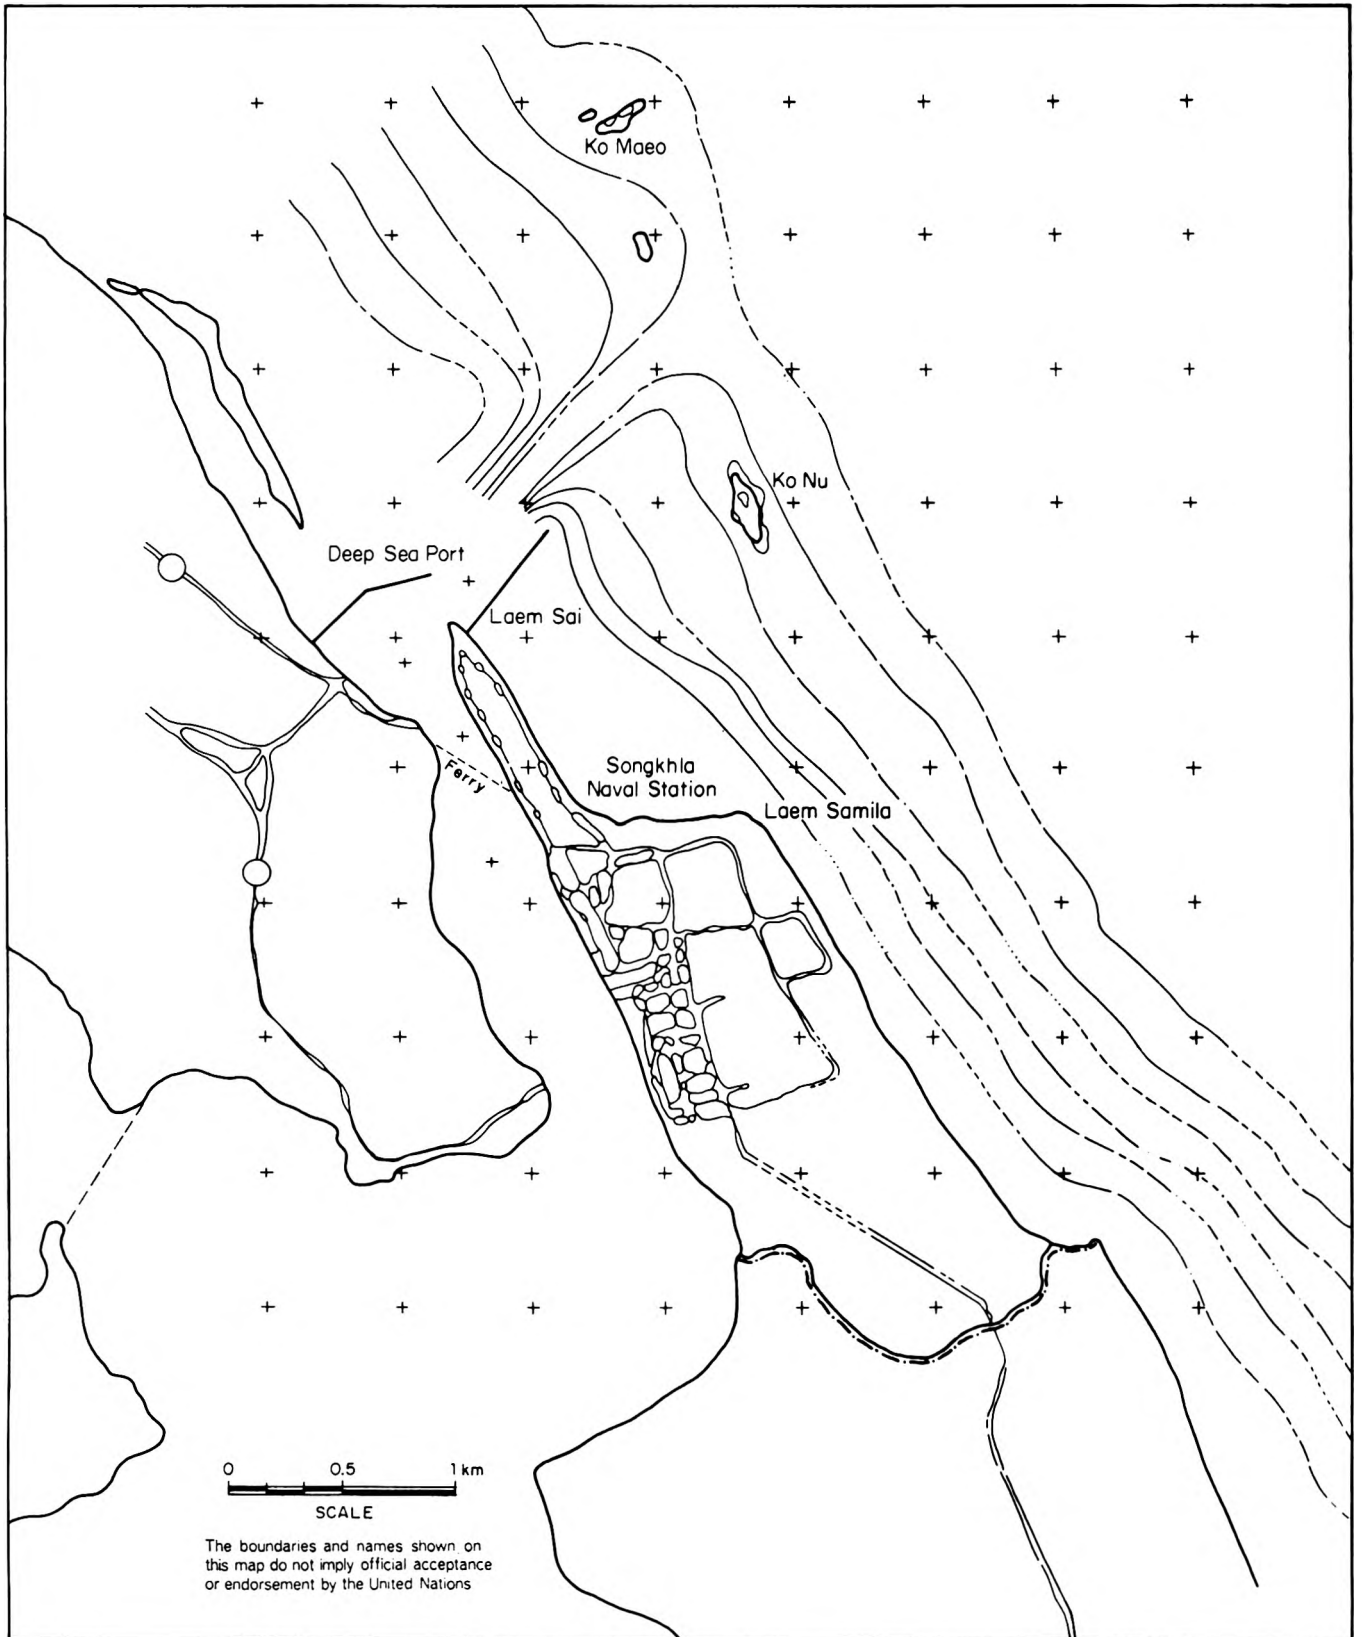 Ko Maeo
Ko Nu
Deep Sea Port
Laem Sai
Ferry
Songkhla
Naval Station
Laem Samila
0 0.5 1 km
SCALE
The boundaries and names shown on
this map do not imply official acceptance
or endorsement by the United Nations